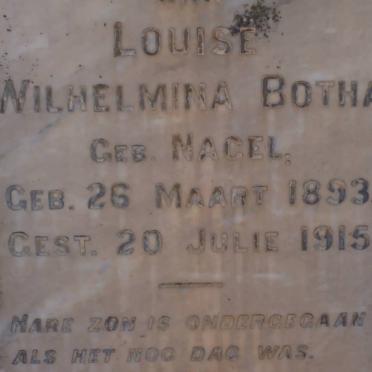 LOUISE
WILHELMINA BOTHA
GEB. NAGEL,
GEB. 26 MAART 1893
GEST. 20 JULIE 1915
HARE ZON IS ONDERGEGAAN
ALS HET NOG DAG WAS.